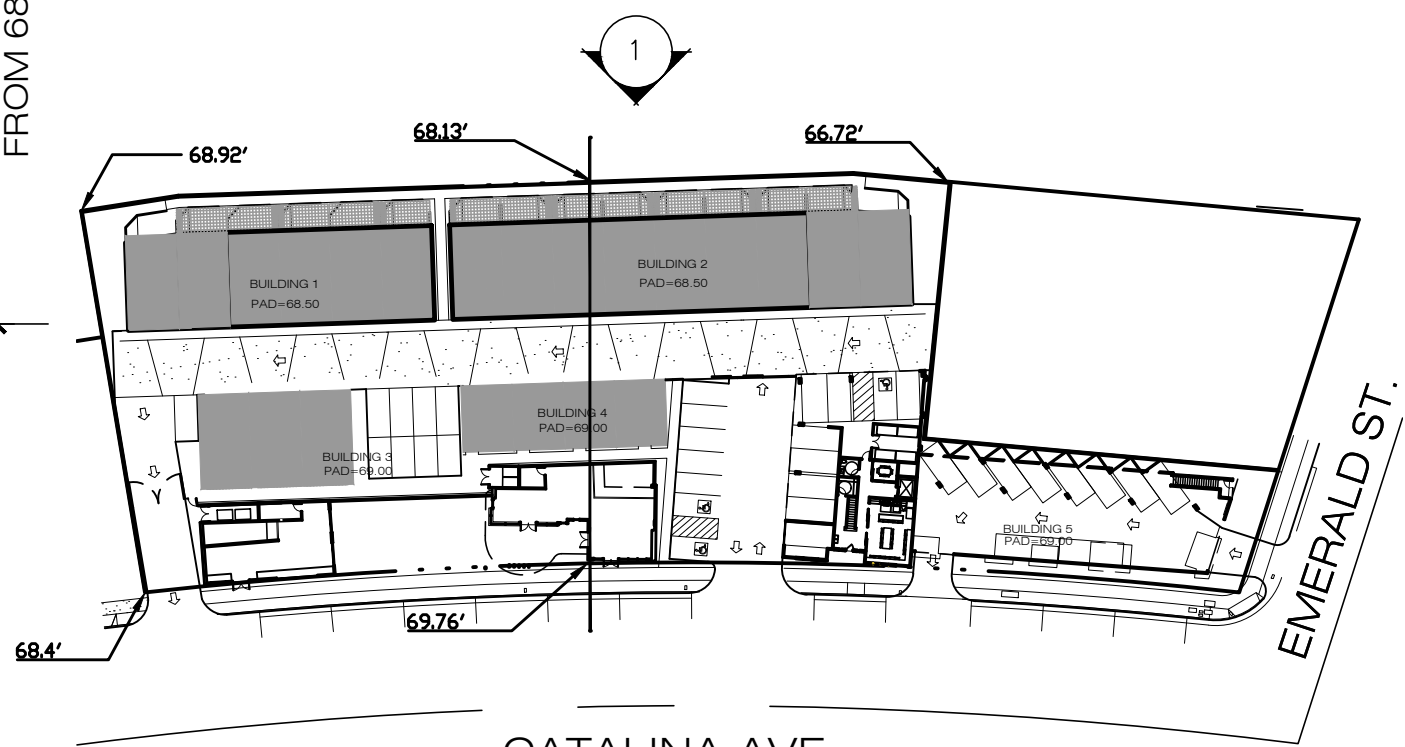 FROM 68
1
68.92'
68.13'
66.72'
BUILDING 1
PAD=68.50
BUILDING 2
PAD=68.50
BUILDING 4
PAD=69.00
BUILDING 3
PAD=69.00
BUILDING 5
PAD=69.00
69.76'
68.4'
EMERALD ST.
CATALINA AVE